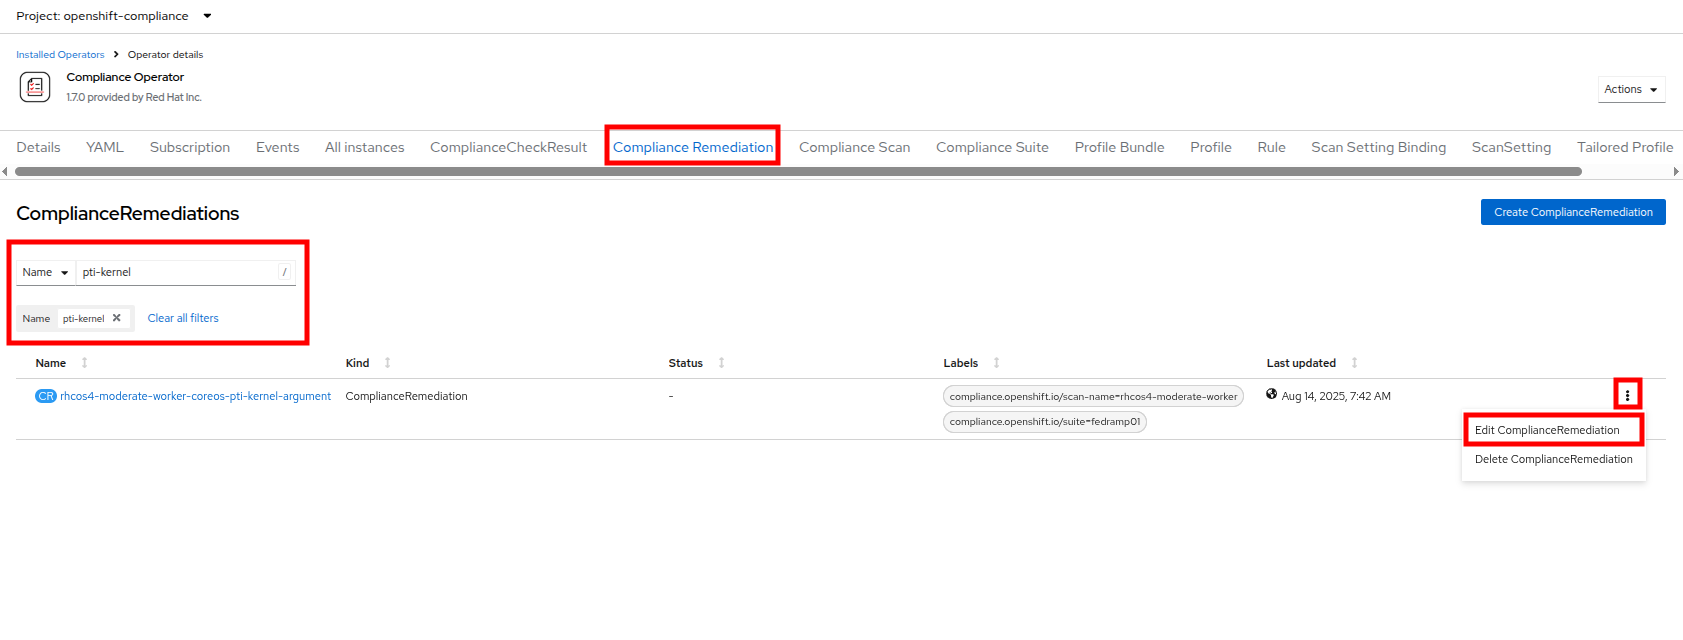 Project: openshift-compliance
Installed Operators > Operator details
Compliance Operator
1.7.0 provided by Red Hat Inc.
Actions
Details YAML Subscription Events All instances ComplianceCheckResult Compliance Remediation Compliance Scan Compliance Suite Profile Bundle Profile Rule Scan Setting Binding ScanSetting Tailored Profile
ComplianceRemediations
Create ComplianceRemediation
Name pti-kernel /
Name pti-kernel Clear all filters
Name Kind Status Labels Last updated
CR rhcos4-moderate-worker-coreos-pti-kernel-argument ComplianceRemediation - compliance.openshift.io/scan-name=rhcos4-moderate-worker Aug 14, 2025, 7:42 AM
compliance.openshift.io/suite=fedramp01
Edit ComplianceRemediation
Delete ComplianceRemediation